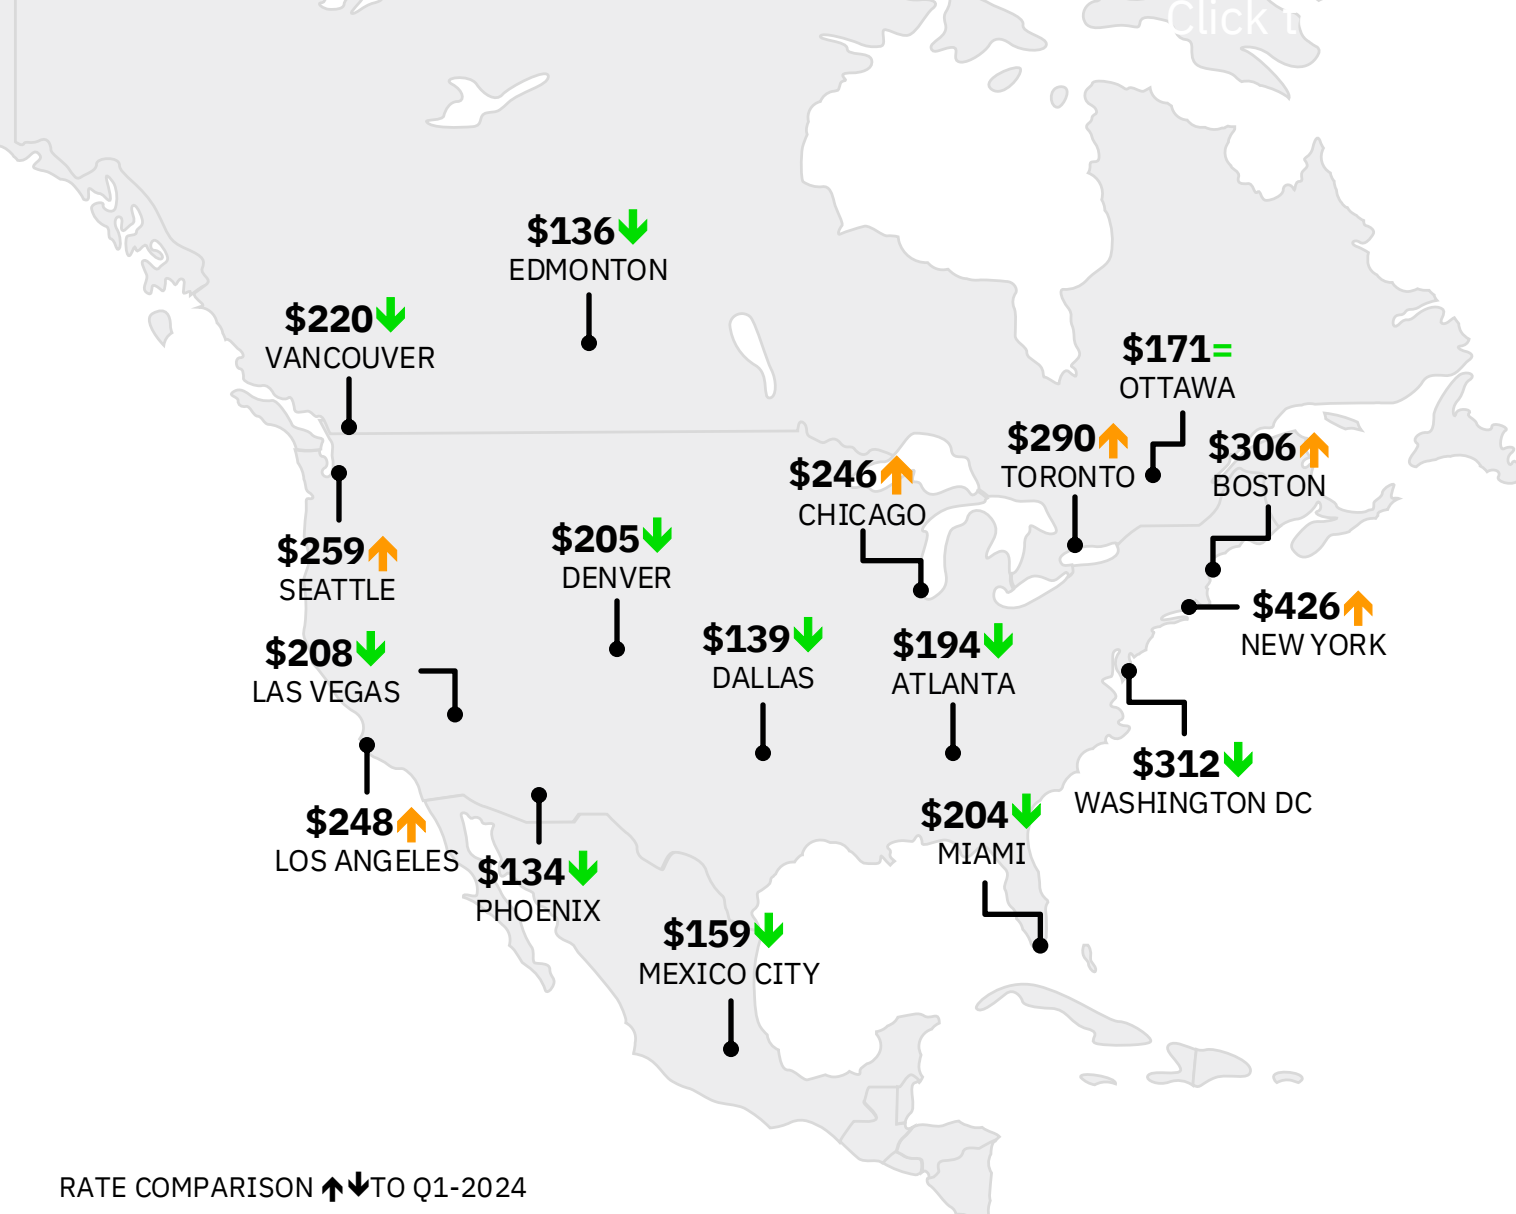 Click t
$136
EDMONTON
$220
VANCOUVER
$171=
OTTAWA
$290
TORONTO
$306
BOSTON
$246
CHICAGO
$205
DENVER
$259
SEATTLE
$426
NEW YORK
$208
LAS VEGAS
$139
DALLAS
$194
ATLANTA
$312
WASHINGTON DC
$248
LOS ANGELES
$204
MIAMI
$134
PHOENIX
$159
MEXICO CITY
RATE COMPARISON ↑↓TO Q1-2024